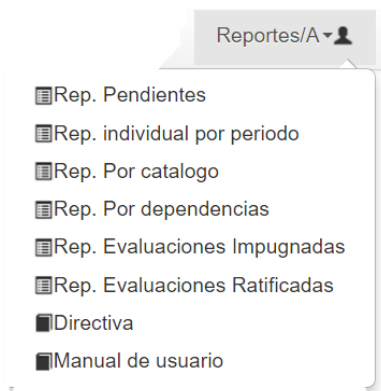 Reportes/A
Rep. Pendientes
Rep. individual por periodo
Rep. Por catalogo
Rep. Por dependencias
Rep. Evaluaciones Impugnadas
Rep. Evaluaciones Ratificadas
Directiva
Manual de usuario